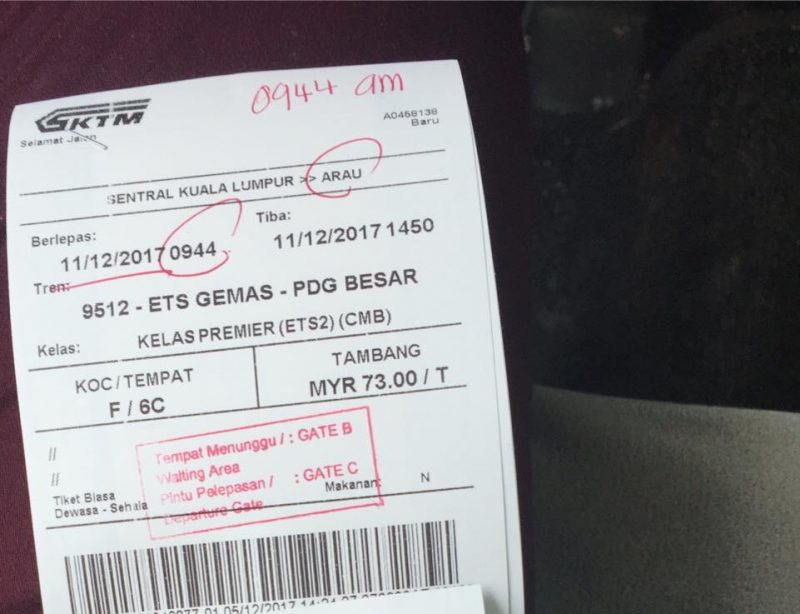 0944 am
KTM
Selamat Jalan
A0458138
Baru
SENTRAL KUALA LUMPUR >> ARAU
Berlepas:
Tiba:
11/12/2017 0944
11/12/2017 1450
Tren:
9512 - ETS GEMAS - PDG BESAR
Kelas:
KELAS PREMIER (ETS2) (CMB)
KOC / TEMPAT
TAMBANG
F / 6C
MYR 73.00 / T
//
//
Tempat Menunggu / : GATE B
Waiting Area
Pintu Pelepasan / : GATE C
Departure Gate
Tiket Biasa
Makanan: N
Dewasa - Sehala